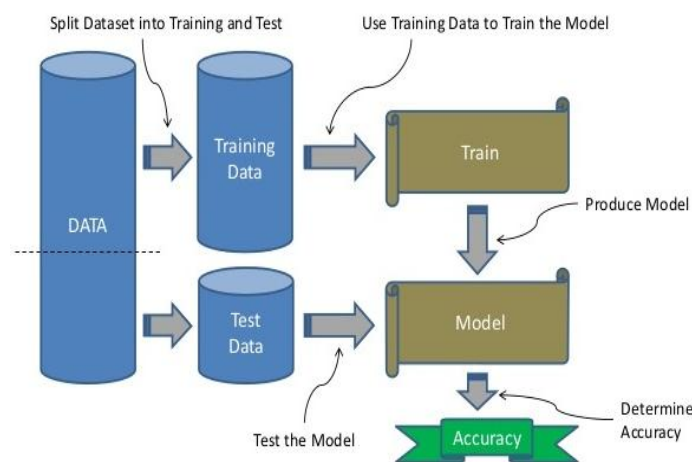 Split Dataset into Training and Test
Use Training Data to Train the Model
Training
Data
Train
DATA
Produce Model
Test
Data
Model
Test the Model
Determine
Accuracy
Accuracy